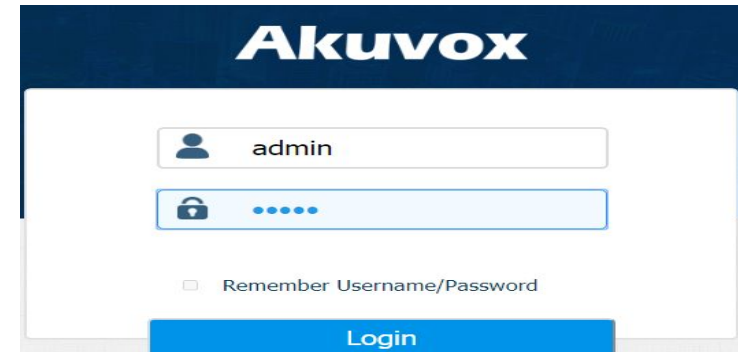 Akuvox
admin
•••••
Remember Username/Password
Login